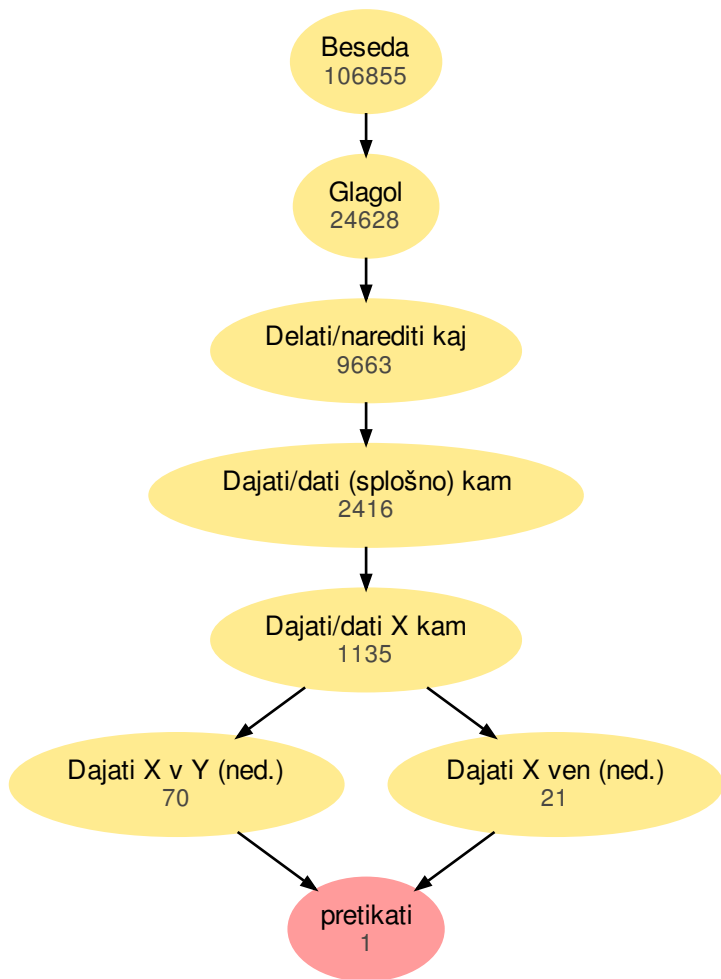 Beseda
106855
Glagol
24628
Delati/narediti kaj
9663
Dajati/dati (splošno) kam
2416
Dajati/dati X kam
1135
Dajati X v Y (ned.)
70
Dajati X ven (ned.)
21
pretikati
1